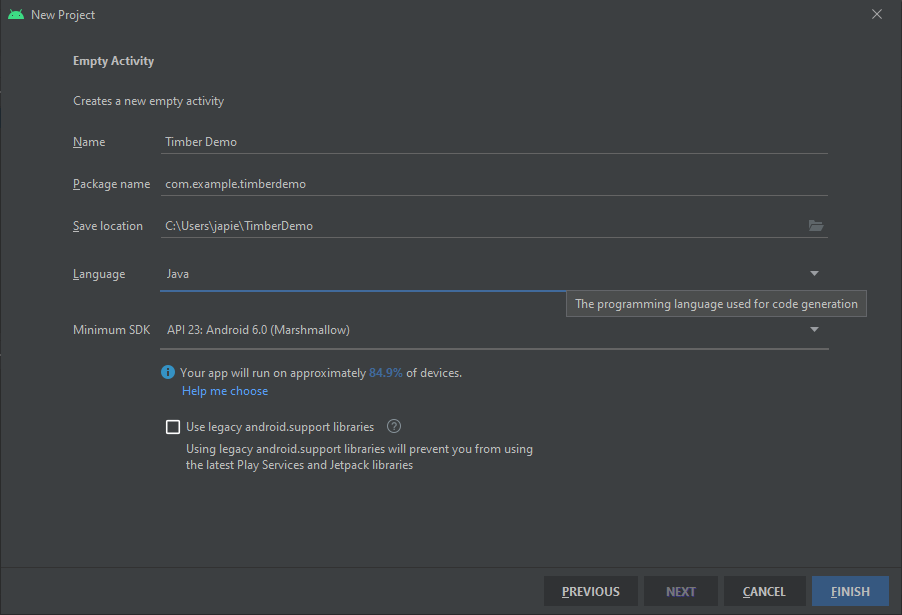 New Project
Empty Activity
Creates a new empty activity
Name Timber Demo
Package name com.example.timberdemo
Save location C:\Users\japie\TimberDemo
Language Java
The programming language used for code generation
Minimum SDK API 23: Android 6.0 (Marshmallow)
Your app will run on approximately 84.9% of devices.
Help me choose
Use legacy android.support libraries ?
Using legacy android.support libraries will prevent you from using
the latest Play Services and Jetpack libraries
PREVIOUS NEXT CANCEL FINISH